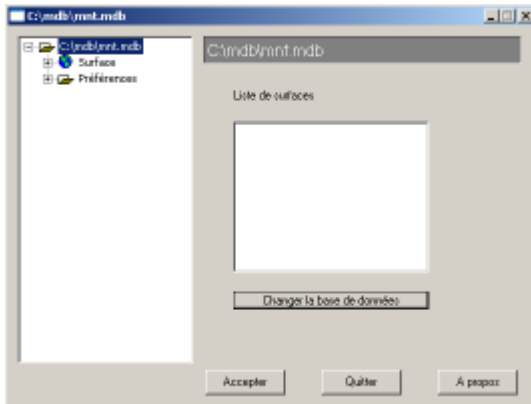 C:\mdb\mnt.mdb
C:\mdb\mnt.mdb
Surface
Préférences
C:\mdb\mnt.mdb
Liste de surfaces
Changer la base de données
Accepter
Quitter
A propos